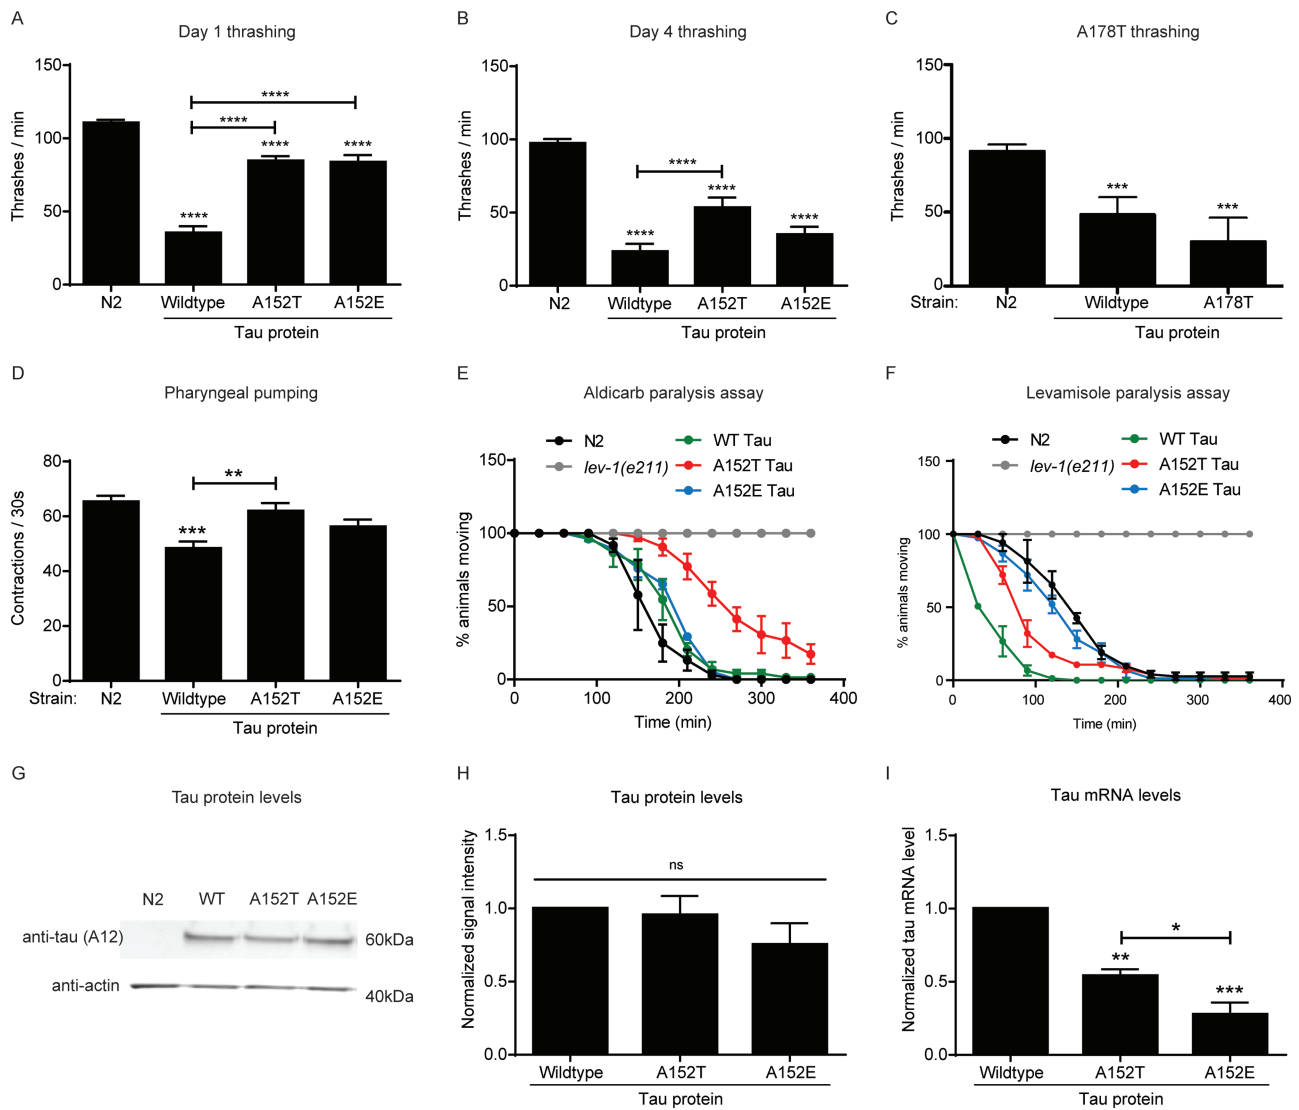 A
Day 1 thrashing
Thrashes / min
150
100
50
0
****
****
****
****
****
N2
Wildtype
A152T
A152E
Tau protein
B
Day 4 thrashing
Thrashes / min
150
100
50
0
****
****
****
****
N2
Wildtype
A152T
A152E
Tau protein
C
A178T thrashing
Thrashes / min
150
100
50
0
***
***
Strain:
N2
Wildtype
A178T
Tau protein
D
Pharyngeal pumping
Contractions / 30s
80
60
40
20
0
**
***
Strain:
N2
Wildtype
A152T
A152E
Tau protein
E
Aldicarb paralysis assay
N2
lev-1(e211)
WT Tau
A152T Tau
A152E Tau
% animals moving
150
100
50
0
0
100
200
300
400
Time (min)
F
Levamisole paralysis assay
N2
lev-1(e211)
WT Tau
A152T Tau
A152E Tau
% animals moving
150
100
50
0
0
100
200
300
400
Time (min)
G
Tau protein levels
N2
WT
A152T
A152E
anti-tau (A12)
60kDa
anti-actin
40kDa
H
Tau protein levels
Normalized signal intensity
1.5
1.0
0.5
0.0
ns
Wildtype
A152T
A152E
Tau protein
I
Tau mRNA levels
Normalized tau mRNA level
1.5
1.0
0.5
0.0
*
**
***
Wildtype
A152T
A152E
Tau protein